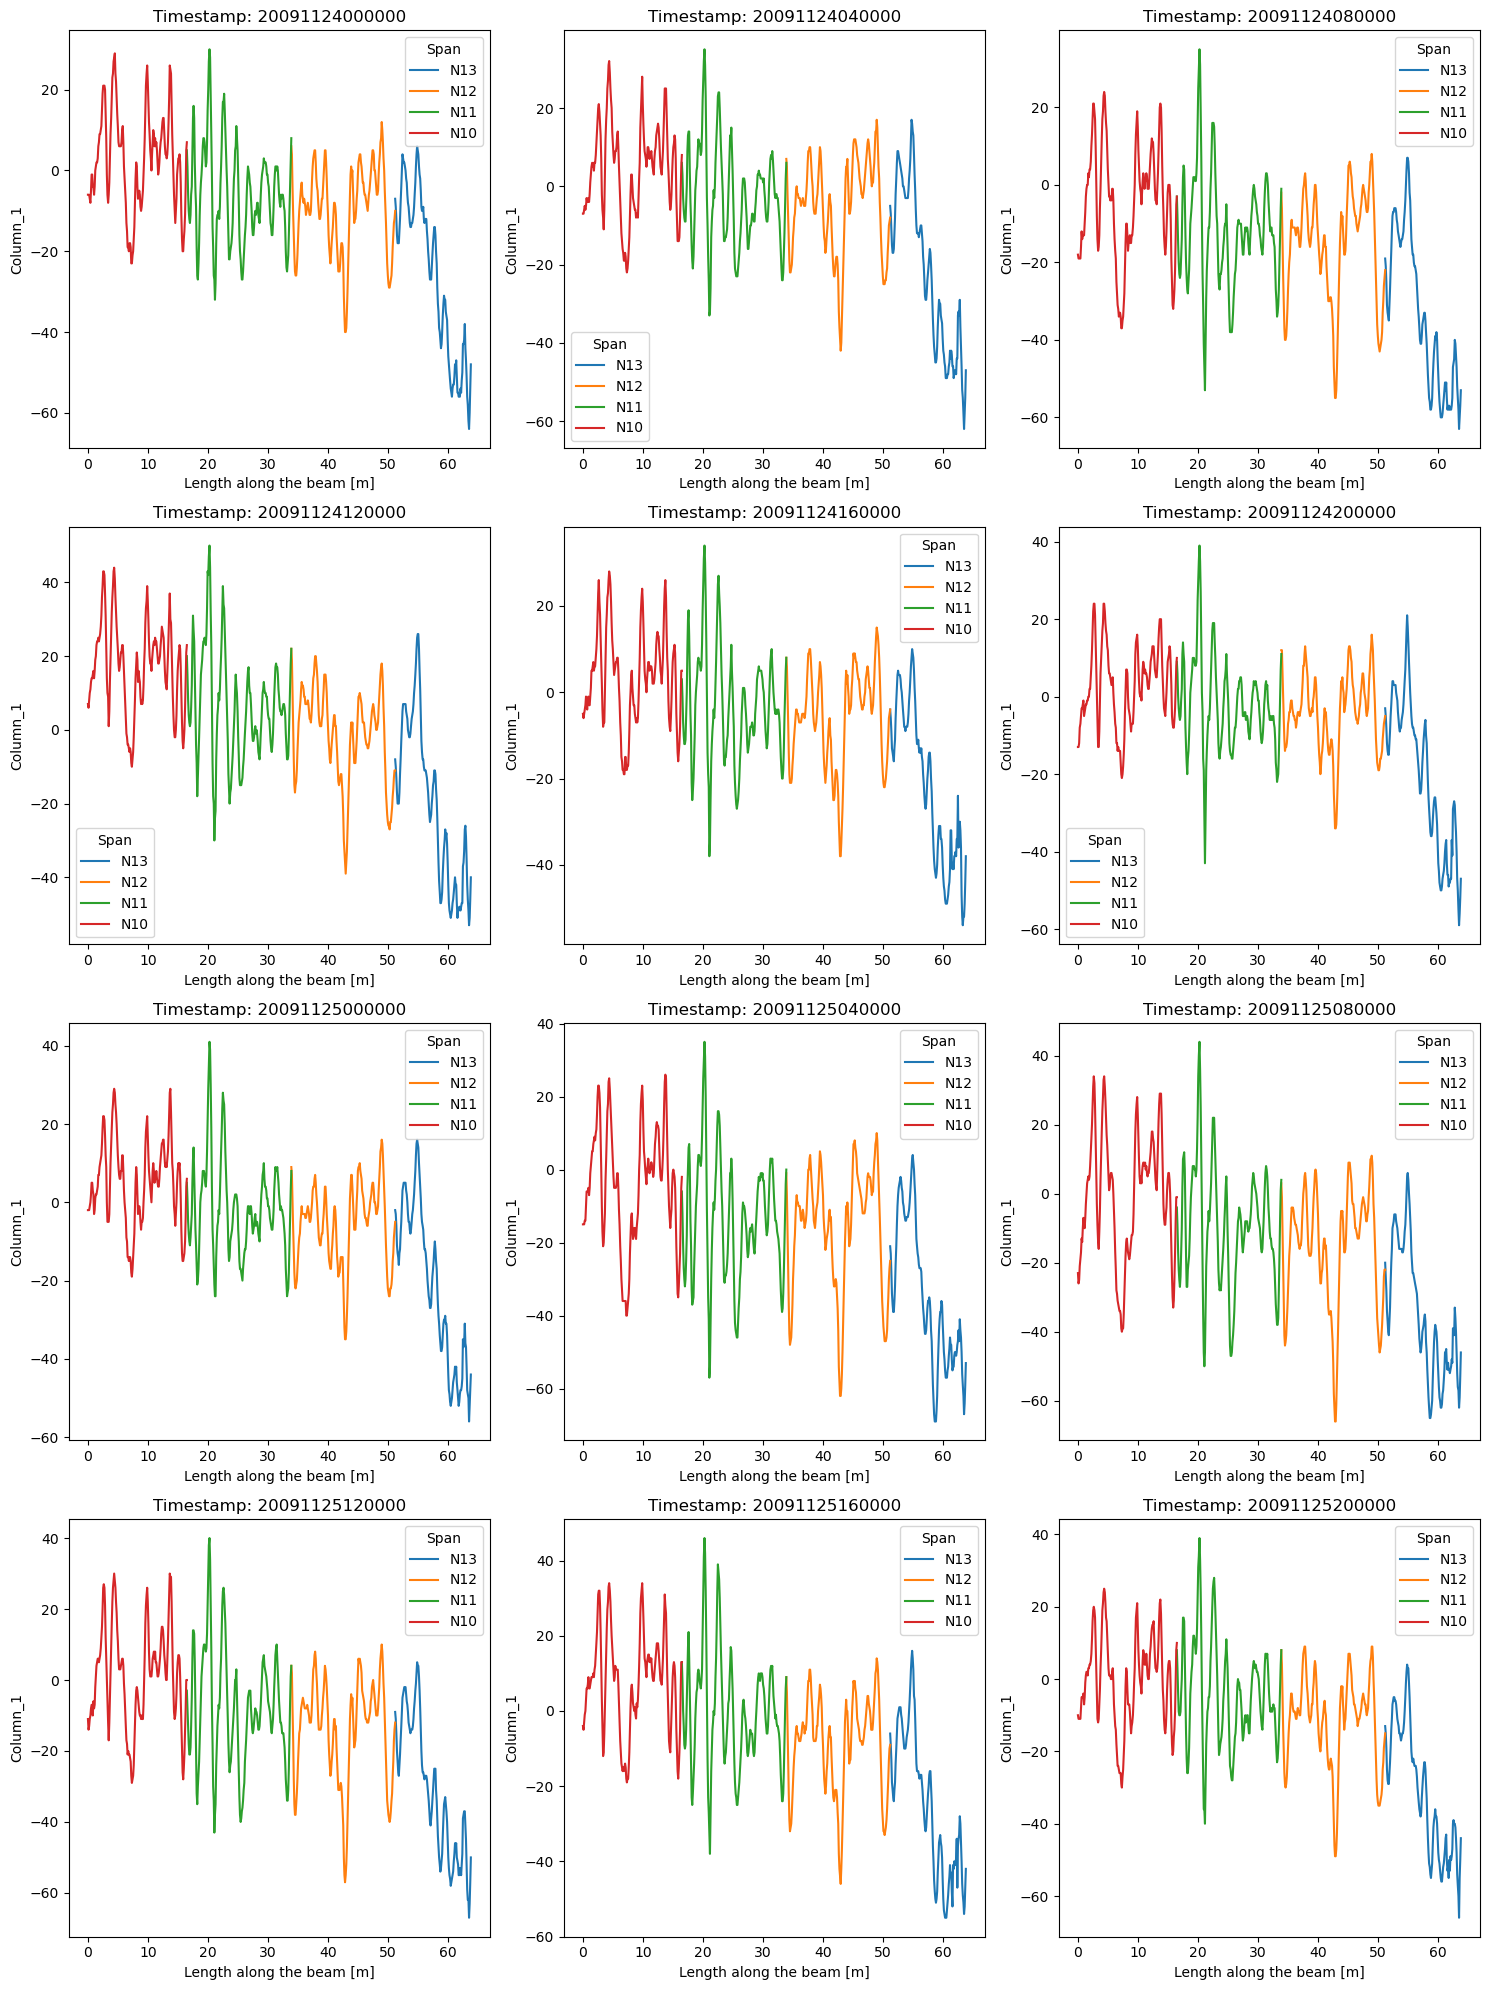 Timestamp: 20091124000000
Column_1
20
0
−20
−40
−60
Span
N13
N12
N11
N10
0 10 20 30 40 50 60
Length along the beam [m]
Timestamp: 20091124040000
Column_1
20
0
−20
−40
−60
Span
N13
N12
N11
N10
0 10 20 30 40 50 60
Length along the beam [m]
Timestamp: 20091124080000
Column_1
20
0
−20
−40
−60
Span
N13
N12
N11
N10
0 10 20 30 40 50 60
Length along the beam [m]
Timestamp: 20091124120000
Column_1
40
20
0
−20
−40
Span
N13
N12
N11
N10
0 10 20 30 40 50 60
Length along the beam [m]
Timestamp: 20091124160000
Column_1
20
0
−20
−40
Span
N13
N12
N11
N10
0 10 20 30 40 50 60
Length along the beam [m]
Timestamp: 20091124200000
Column_1
40
20
0
−20
−40
−60
Span
N13
N12
N11
N10
0 10 20 30 40 50 60
Length along the beam [m]
Timestamp: 20091125000000
Column_1
40
20
0
−20
−40
−60
Span
N13
N12
N11
N10
0 10 20 30 40 50 60
Length along the beam [m]
Timestamp: 20091125040000
Column_1
40
20
0
−20
−40
−60
Span
N13
N12
N11
N10
0 10 20 30 40 50 60
Length along the beam [m]
Timestamp: 20091125080000
Column_1
40
20
0
−20
−40
−60
Span
N13
N12
N11
N10
0 10 20 30 40 50 60
Length along the beam [m]
Timestamp: 20091125120000
Column_1
40
20
0
−20
−40
−60
Span
N13
N12
N11
N10
0 10 20 30 40 50 60
Length along the beam [m]
Timestamp: 20091125160000
Column_1
40
20
0
−20
−40
−60
Span
N13
N12
N11
N10
0 10 20 30 40 50 60
Length along the beam [m]
Timestamp: 20091125200000
Column_1
40
20
0
−20
−40
−60
Span
N13
N12
N11
N10
0 10 20 30 40 50 60
Length along the beam [m]